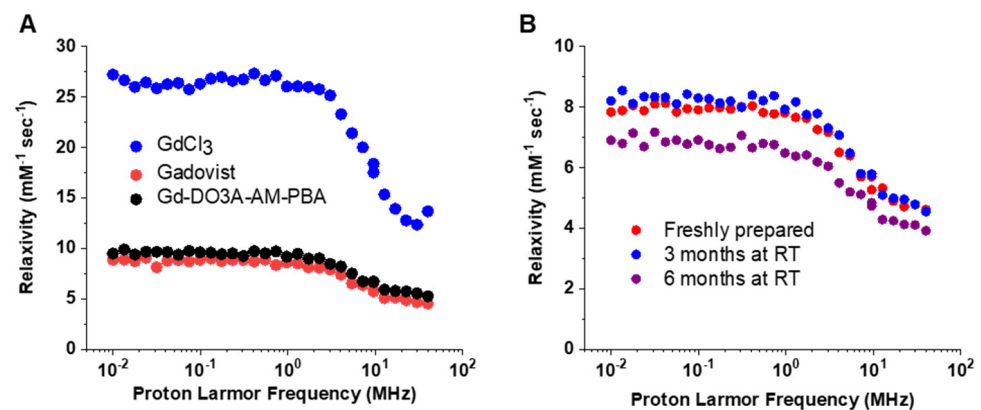 A
30
25
20
15
10
5
0
Relaxivity (mM⁻¹ sec⁻¹)
GdCl₃
Gadovist
Gd-DO3A-AM-PBA
10⁻² 10⁻¹ 10⁰ 10¹ 10²
Proton Larmor Frequency (MHz)
B
10
8
6
4
2
0
Relaxivity (mM⁻¹ sec⁻¹)
Freshly prepared
3 months at RT
6 months at RT
10⁻² 10⁻¹ 10⁰ 10¹ 10²
Proton Larmor Frequency (MHz)